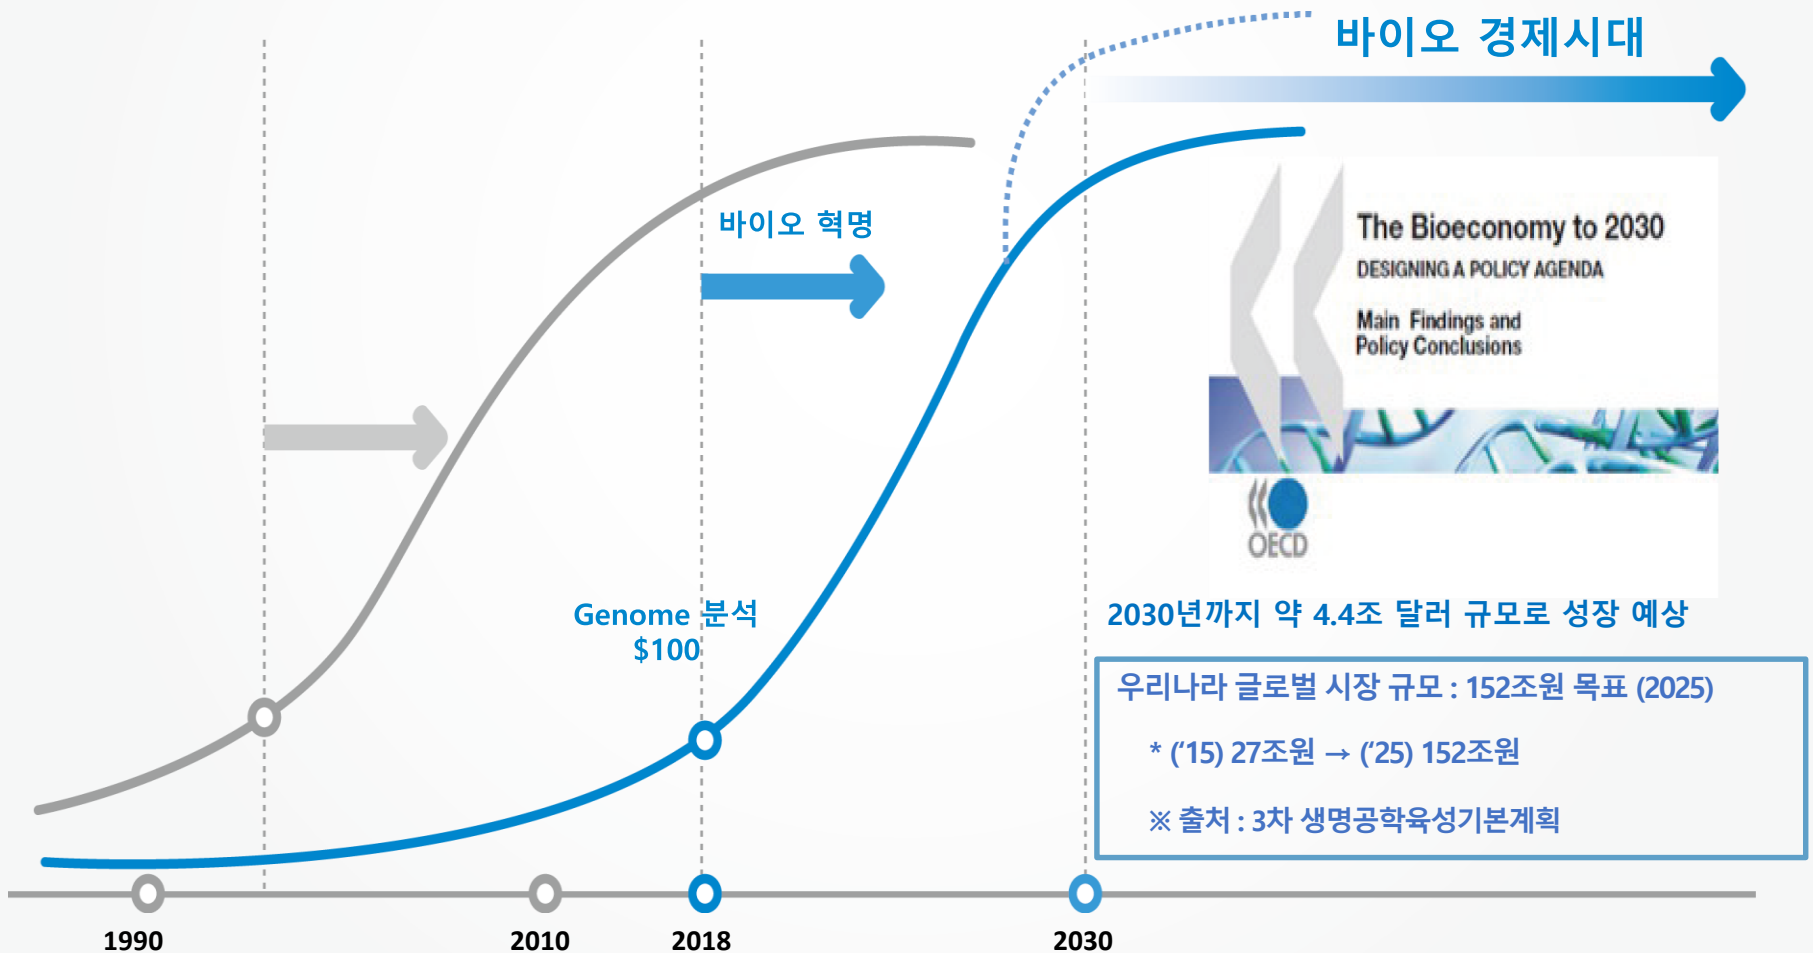 바이오 경제시대
바이오 혁명
The Bioeconomy to 2030
DESIGNING A POLICY AGENDA
Main Findings and
Policy Conclusions
OECD
Genome 분석
$100
2030년까지 약 4.4조 달러 규모로 성장 예상
우리나라 글로벌 시장 규모 : 152조원 목표 (2025)
* (‘15) 27조원 → (‘25) 152조원
※ 출처 : 3차 생명공학육성기본계획
1990
2010
2018
2030